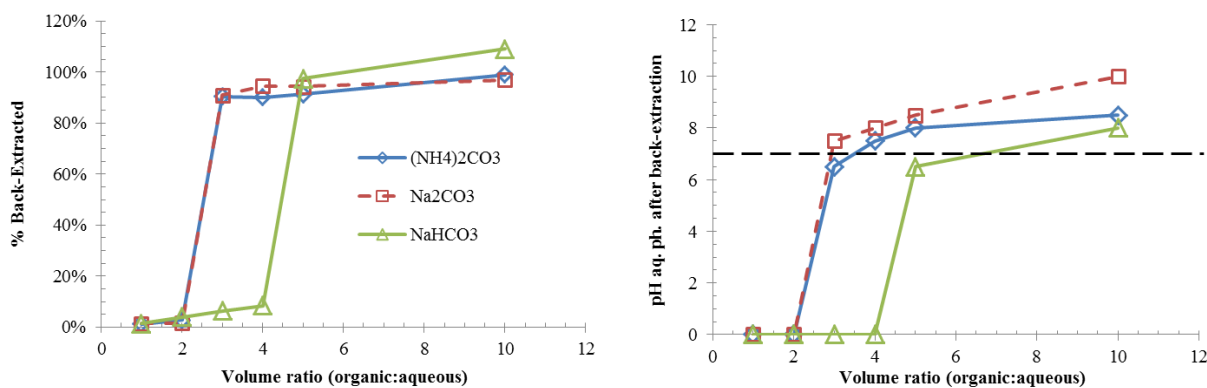 120%
100%
80%
60%
40%
20%
0%
0 2 4 6 8 10 12
% Back-Extracted
Volume ratio (organic:aqueous)
(NH4)2CO3
Na2CO3
NaHCO3
12
10
8
6
4
2
0
0 2 4 6 8 10 12
pH aq. ph. after back-extraction
Volume ratio (organic:aqueous)